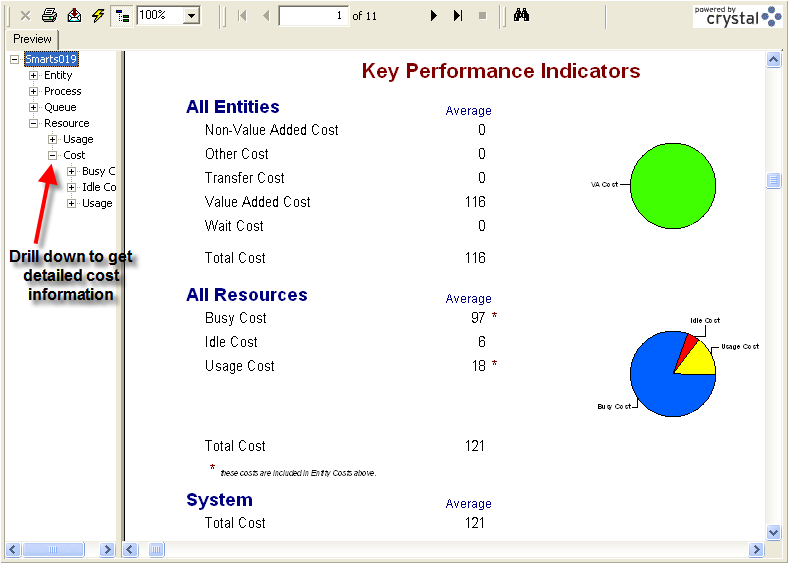 100%
1 of 11
powered by
crystal
Preview
Smarts019
Entity
Process
Queue
Resource
Usage
Cost
Busy C
Idle Co
Usage
Drill down to get
detailed cost
information
Key Performance Indicators
All Entities Average
Non-Value Added Cost 0
Other Cost 0
Transfer Cost 0
Value Added Cost 116
Wait Cost 0
Total Cost 116
VA Cost
All Resources Average
Busy Cost 97 *
Idle Cost 6
Usage Cost 18 *
Idle Cost
Usage Cost
Busy Cost
Total Cost 121
* these costs are included in Entity Costs above.
System Average
Total Cost 121